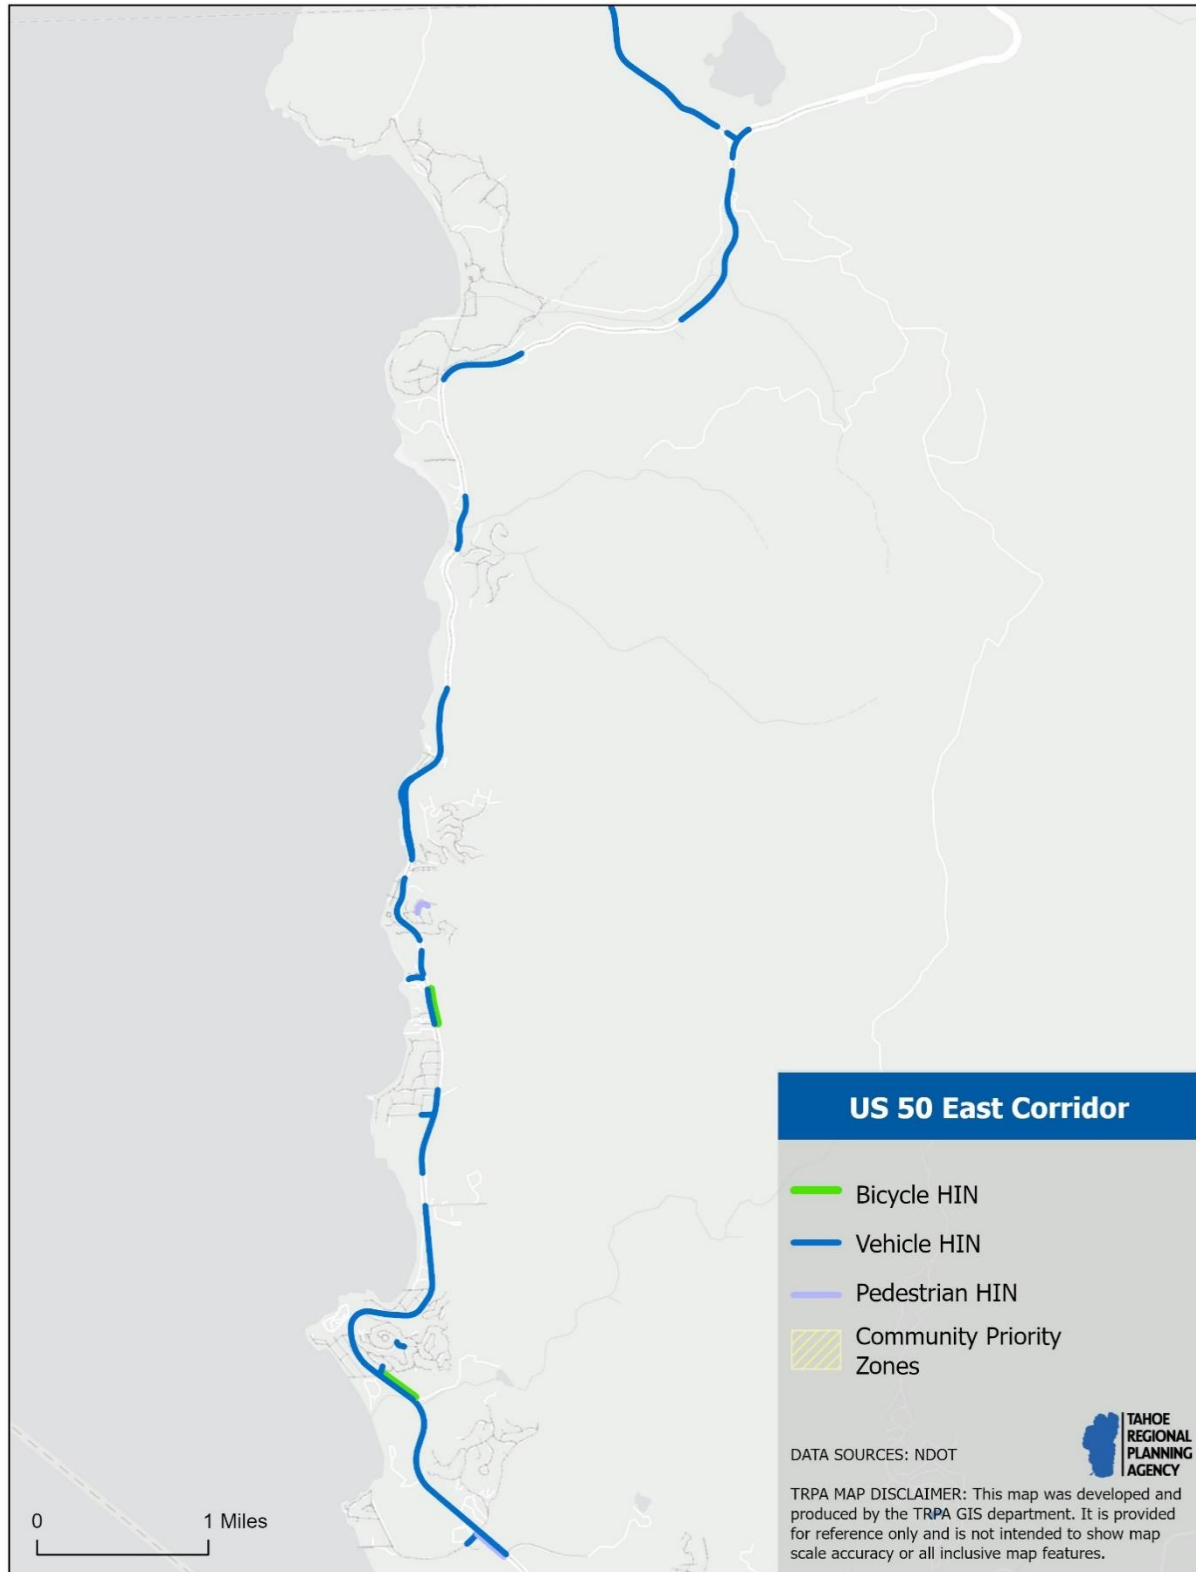 US 50 East Corridor
Bicycle HIN
Vehicle HIN
Pedestrian HIN
Community Priority
Zones
DATA SOURCES: NDOT
TAHOE
REGIONAL
PLANNING
AGENCY
TRPA MAP DISCLAIMER: This map was developed and
produced by the TRPA GIS department. It is provided
for reference only and is not intended to show map
scale accuracy or all inclusive map features.
0 1 Miles